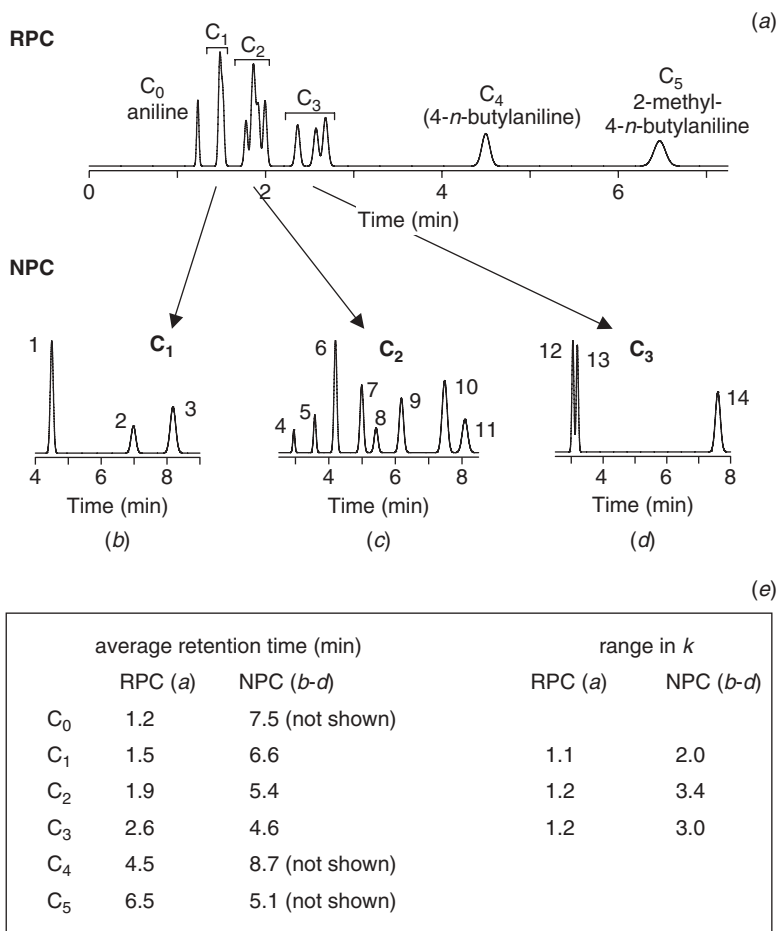 (a)
RPC
C₀
aniline
C₁
C₂
C₃
C₄
(4-n-butylaniline)
C₅
2-methyl-
4-n-butylaniline
0 2 4 6
Time (min)
NPC
C₁
1
2
3
4 6 8
Time (min)
(b)
C₂
4
5
6
7
8
9
10
11
4 6 8
Time (min)
(c)
C₃
12
13
14
4 6 8
Time (min)
(d)
(e)
average retention time (min) range in k
RPC (a) NPC (b-d) RPC (a) NPC (b-d)
C₀ 1.2 7.5 (not shown)
C₁ 1.5 6.6 1.1 2.0
C₂ 1.9 5.4 1.2 3.4
C₃ 2.6 4.6 1.2 3.0
C₄ 4.5 8.7 (not shown)
C₅ 6.5 5.1 (not shown)